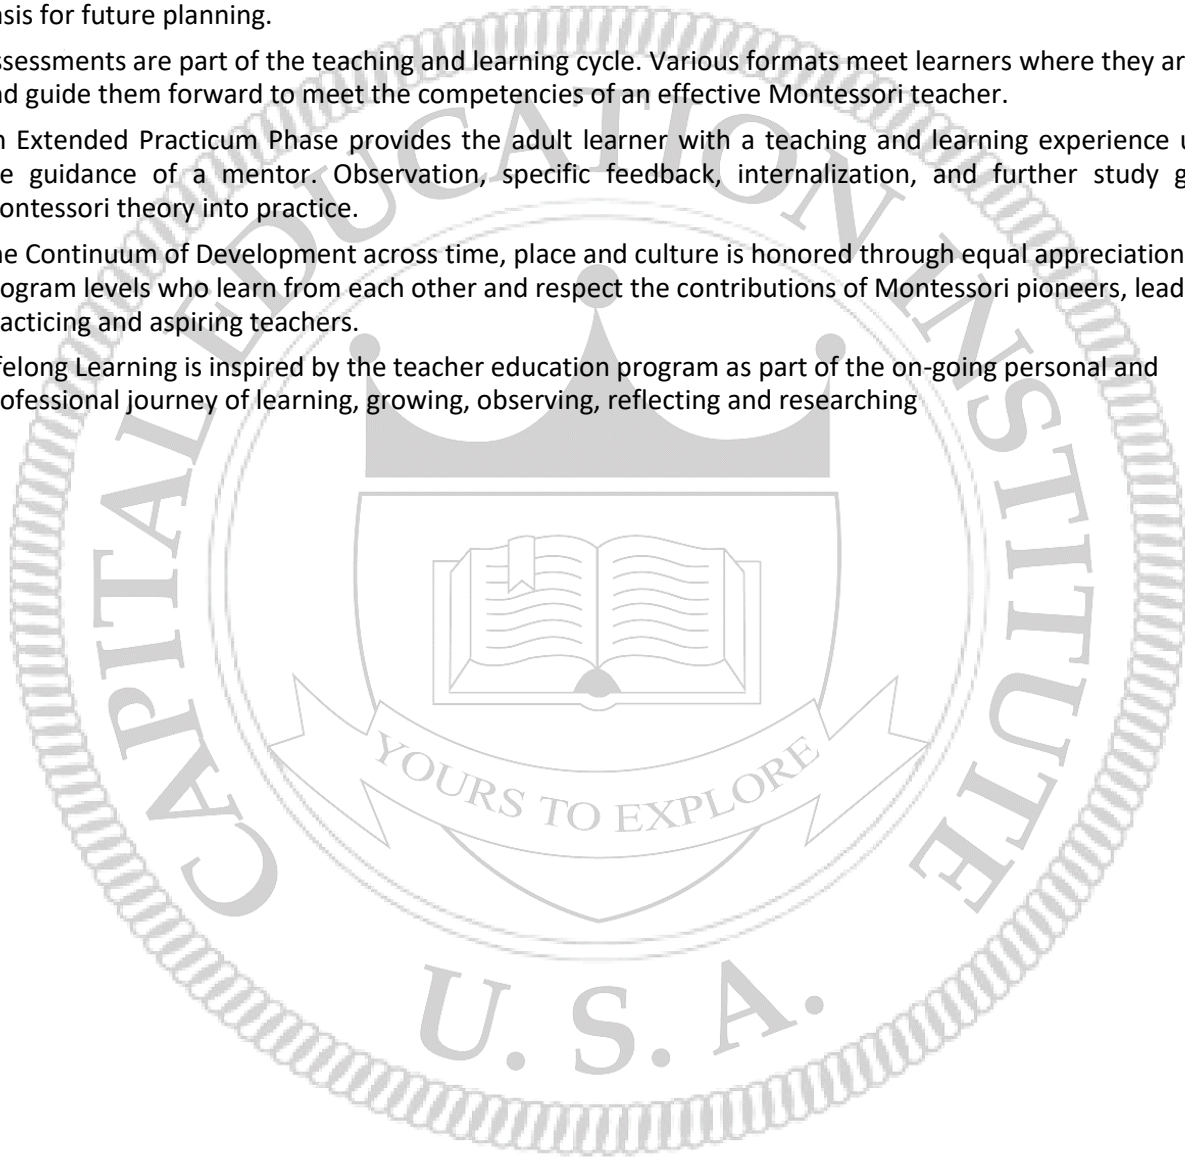 asis for future planning.
ssessments are part of the teaching and learning cycle. Various formats meet learners where they ar
nd guide them forward to meet the competencies of an effective Montessori teacher.
n Extended Practicum Phase provides the adult learner with a teaching and learning experience u
e guidance of a mentor. Observation, specific feedback, internalization, and further study g
ontessori theory into practice.
he Continuum of Development across time, place and culture is honored through equal appreciation
ogram levels who learn from each other and respect the contributions of Montessori pioneers, lead
acticing and aspiring teachers.
felong Learning is inspired by the teacher education program as part of the on-going personal and
ofessional journey of learning, growing, observing, reflecting and researching
CAPITAL EDUCATION INSTITUTE
YOURS TO EXPLORE
U. S. A.